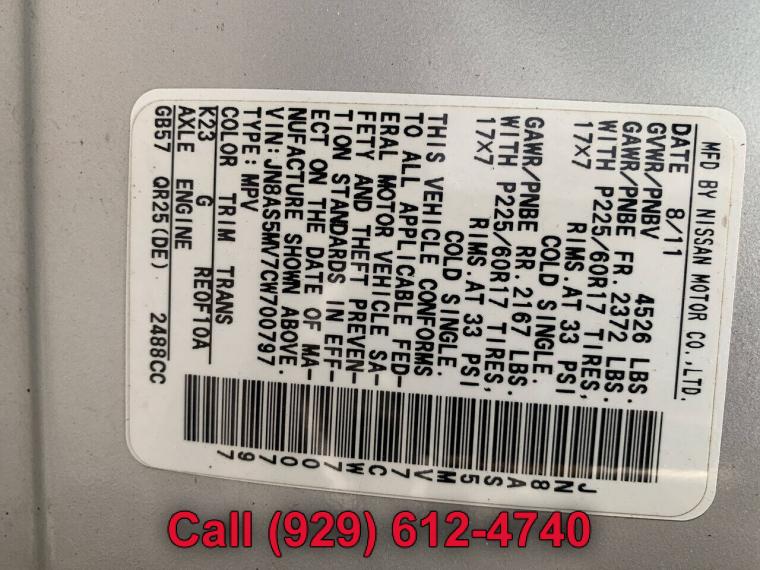 MFD BY NISSAN MOTOR CO.,LTD.
DATE 8/11
GVWR/PNBV 4526 LBS.
GAWR/PNBE FR.2372 LBS.
WITH P225/60R17 TIRES,
17X7 RIMS.AT 33 PSI
COLD SINGLE.
GAWR/PNBE RR.2167 LBS.
WITH P225/60R17 TIRES,
17X7 RIMS.AT 33 PSI
COLD SINGLE.
THIS VEHICLE CONFORMS
TO ALL APPLICABLE FED-
ERAL MOTOR VEHICLE SA-
FETY AND THEFT PREVEN-
TION STANDARDS IN EFF-
ECT ON THE DATE OF MA-
NUFACTURE SHOWN ABOVE.
VIN:JN8AS5MV7CW700797
TYPE:MPV
COLOR TRIM TRANS
K23 G RE0F10A
AXLE ENGINE
GB57 QR25(DE) 2488CC
JN8AS5MV7CW700797
Call (929) 612-4740